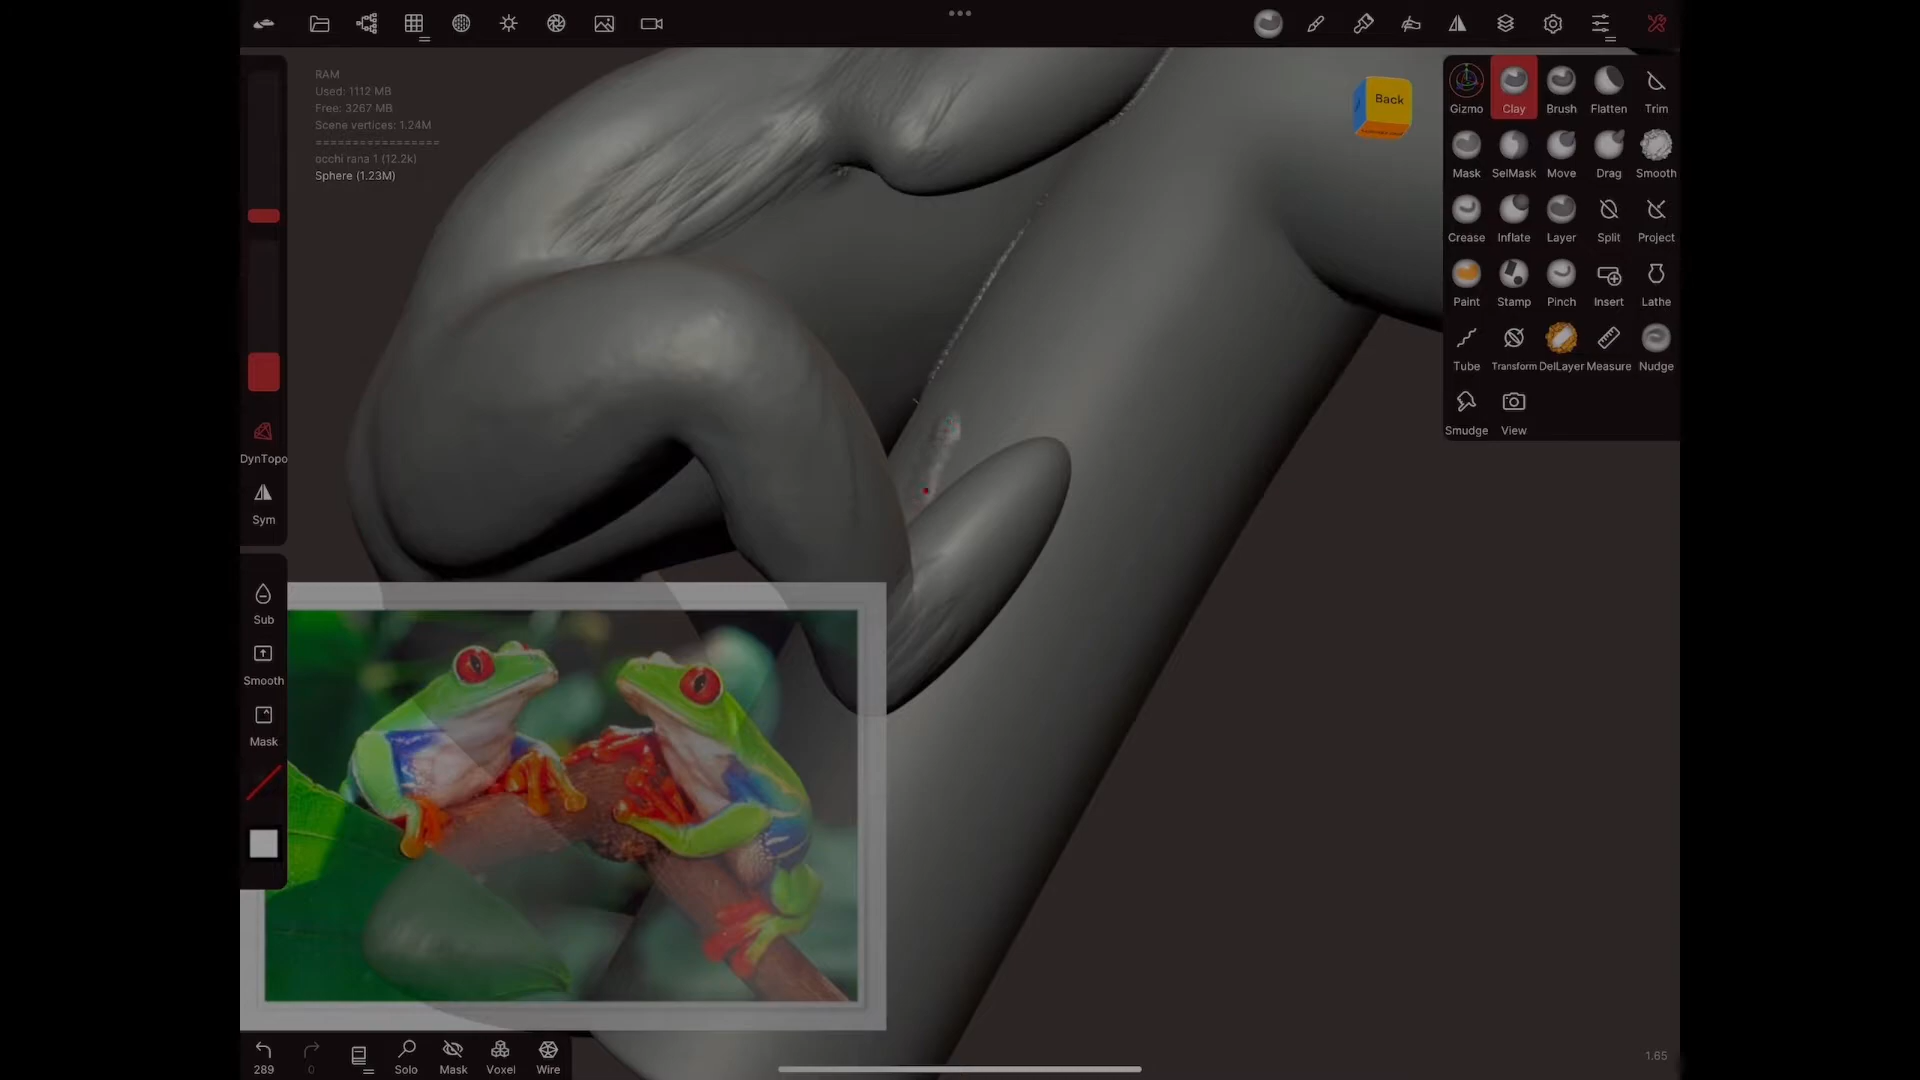 RAM
Used: 1112 MB
Free: 3267 MB
Scene vertices: 1.24M
=================
occhi rana 1 (12.2k)
Sphere (1.23M)
Back
Gizmo Clay Brush Flatten Trim
Mask SelMask Move Drag Smooth
Crease Inflate Layer Split Project
Paint Stamp Pinch Insert Lathe
Tube Transform DelLayer Measure Nudge
Smudge View
DynTopo
Sym
Sub
Smooth
Mask
289 0 Solo Mask Voxel Wire
1.65